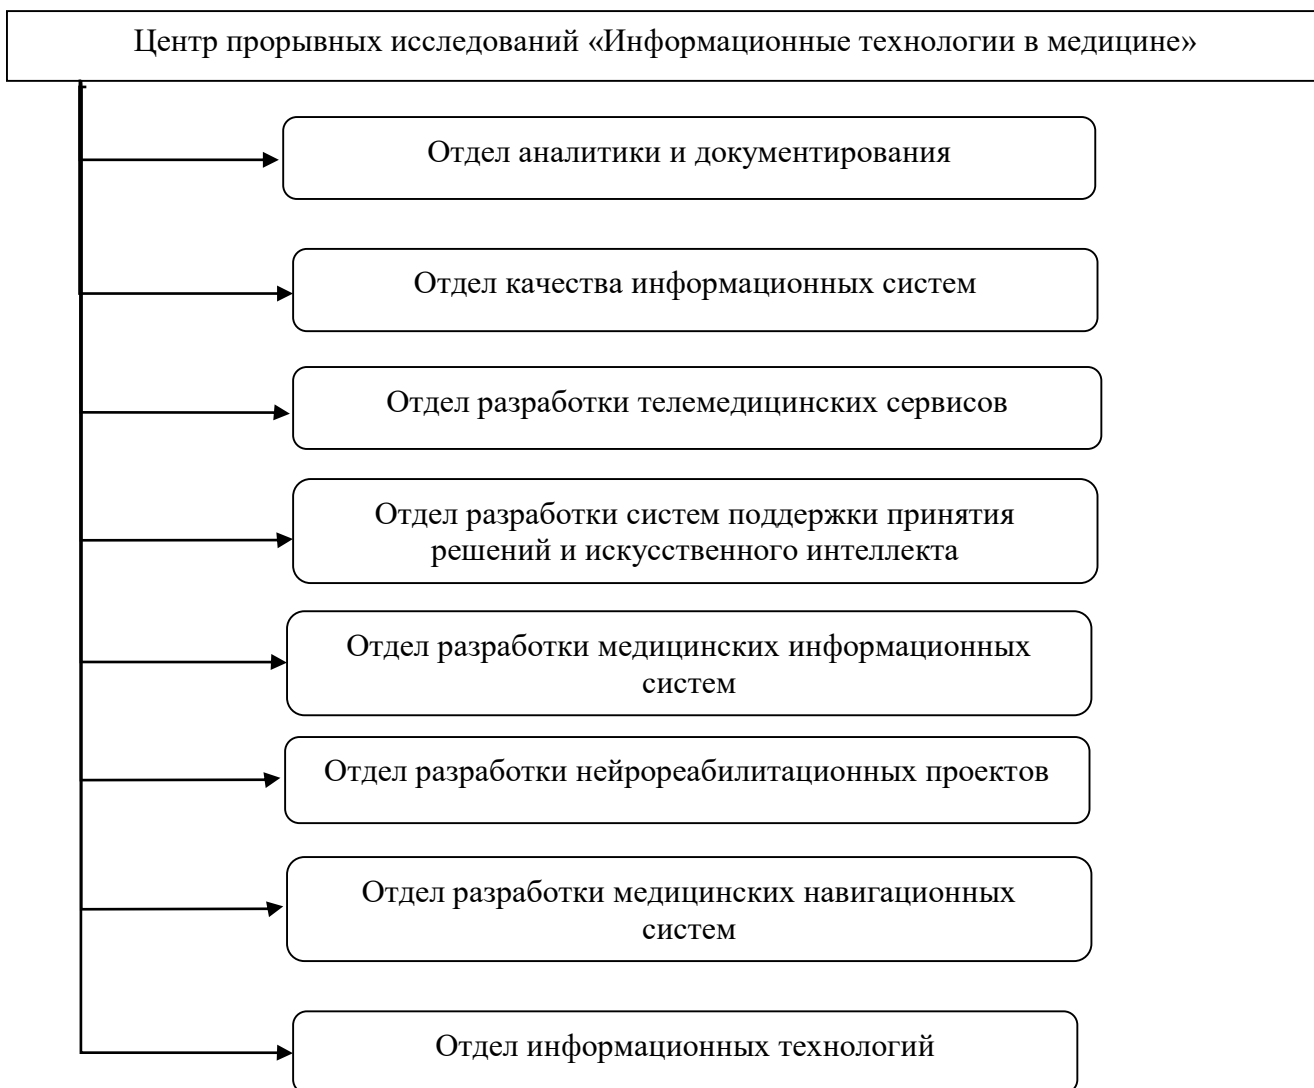 Центр прорывных исследований «Информационные технологии в медицине»
Отдел аналитики и документирования
Отдел качества информационных систем
Отдел разработки телемедицинских сервисов
Отдел разработки систем поддержки принятия
решений и искусственного интеллекта
Отдел разработки медицинских информационных
систем
Отдел разработки нейрореабилитационных проектов
Отдел разработки медицинских навигационных
систем
Отдел информационных технологий